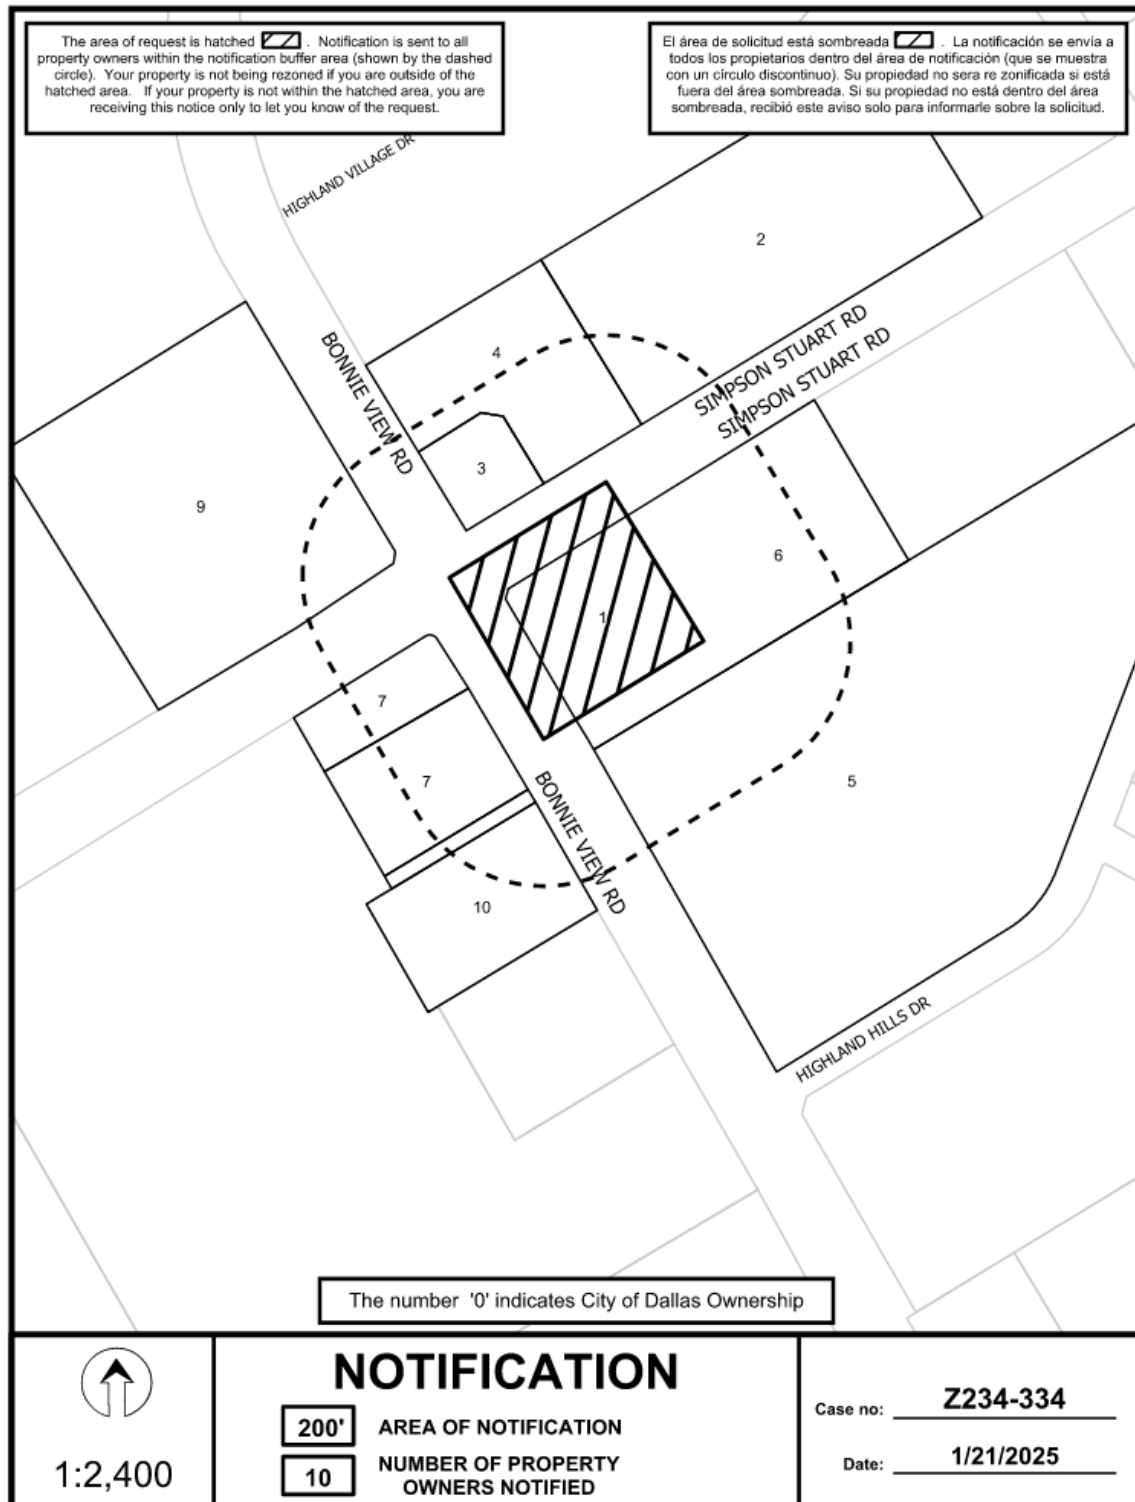 The area of request is hatched . Notification is sent to all
property owners within the notification buffer area (shown by the dashed
circle). Your property is not being rezoned if you are outside of the
hatched area. If your property is not within the hatched area, you are
receiving this notice only to let you know of the request.
El área de solicitud está sombreada . La notificación se envía a
todos los propietarios dentro del área de notificación (que se muestra
con un círculo discontinuo). Su propiedad no sera re zonificada si está
fuera del área sombreada. Si su propiedad no está dentro del área
sombreada, recibió este aviso solo para informarle sobre la solicitud.
HIGHLAND VILLAGE DR
2
BONNIE VIEW RD
4
SIMPSON STUART RD
SIMPSON STUART RD
3
9
6
1
7
7
BONNIE VIEW RD
5
10
HIGHLAND HILLS DR
The number '0' indicates City of Dallas Ownership
1:2,400
NOTIFICATION
200' AREA OF NOTIFICATION
10 NUMBER OF PROPERTY
OWNERS NOTIFIED
Case no: Z234-334
Date: 1/21/2025